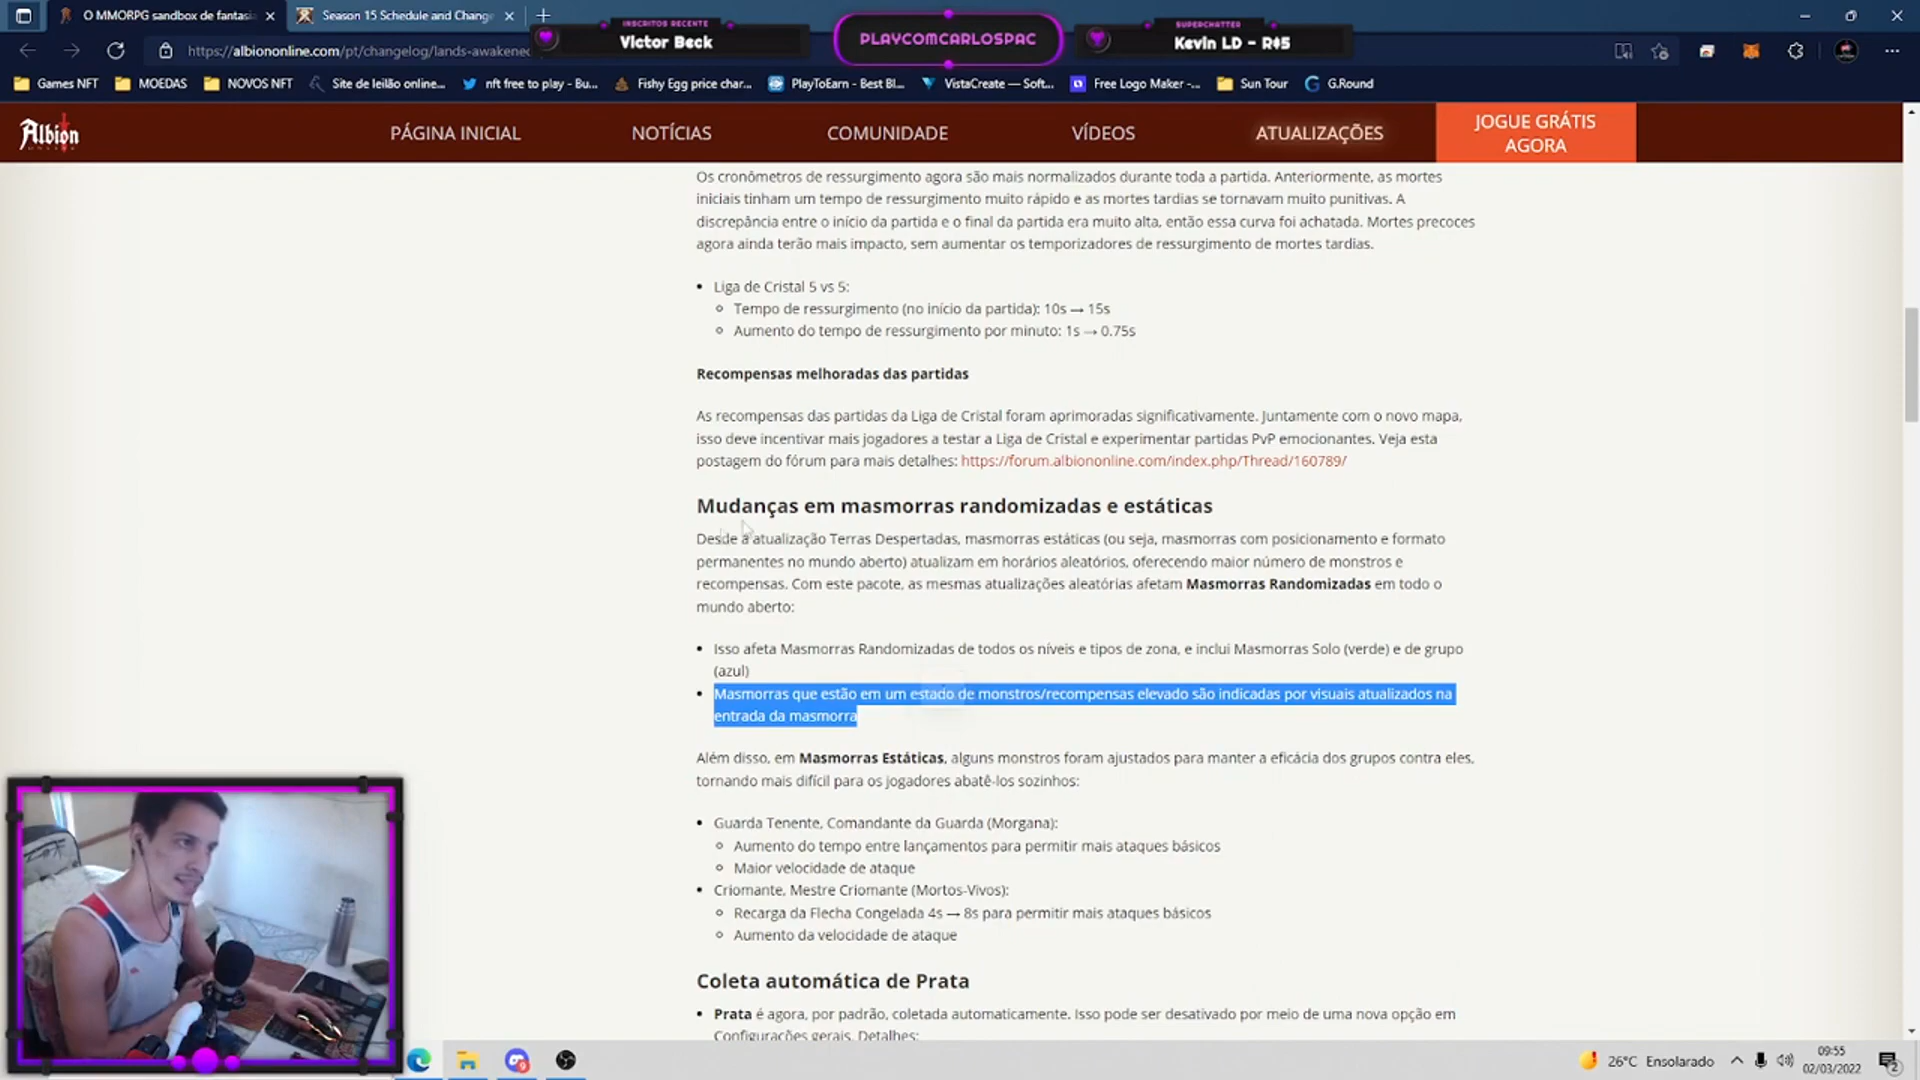 O MMORPG sandbox de fantasia
Season 15 Schedule and Change
INSCRITOS RECENTE
Victor Beck
PLAYCOMCARLOSPAC
SUPERCHATTER
Kevin LD - R$5
https://albiononline.com/pt/changelog/lands-awakened
Games NFT
MOEDAS
NOVOS NFT
Site de leilão online...
nft free to play - Bu...
Fishy Egg price char...
PlayToEarn - Best Bl...
VistaCreate — Soft...
Free Logo Maker -...
Sun Tour
G.Round
Albion
ONLINE
PÁGINA INICIAL
NOTÍCIAS
COMUNIDADE
VÍDEOS
ATUALIZAÇÕES
JOGUE GRÁTIS
AGORA
Os cronômetros de ressurgimento agora são mais normalizados durante toda a partida. Anteriormente, as mortes
iniciais tinham um tempo de ressurgimento muito rápido e as mortes tardias se tornavam muito punitivas. A
discrepância entre o início da partida e o final da partida era muito alta, então essa curva foi achatada. Mortes precoces
agora ainda terão mais impacto, sem aumentar os temporizadores de ressurgimento de mortes tardias.
Liga de Cristal 5 vs 5:
Tempo de ressurgimento (no início da partida): 10s → 15s
Aumento do tempo de ressurgimento por minuto: 1s → 0.75s
Recompensas melhoradas das partidas
As recompensas das partidas da Liga de Cristal foram aprimoradas significativamente. Juntamente com o novo mapa,
isso deve incentivar mais jogadores a testar a Liga de Cristal e experimentar partidas PvP emocionantes. Veja esta
postagem do fórum para mais detalhes: https://forum.albiononline.com/index.php/Thread/160789/
Mudanças em masmorras randomizadas e estáticas
Desde a atualização Terras Despertadas, masmorras estáticas (ou seja, masmorras com posicionamento e formato
permanentes no mundo aberto) atualizam em horários aleatórios, oferecendo maior número de monstros e
recompensas. Com este pacote, as mesmas atualizações aleatórias afetam Masmorras Randomizadas em todo o
mundo aberto:
Isso afeta Masmorras Randomizadas de todos os níveis e tipos de zona, e inclui Masmorras Solo (verde) e de grupo
(azul)
Masmorras que estão em um estado de monstros/recompensas elevado são indicadas por visuais atualizados na
entrada da masmorra
Além disso, em Masmorras Estáticas, alguns monstros foram ajustados para manter a eficácia dos grupos contra eles,
tornando mais difícil para os jogadores abatê-los sozinhos:
Guarda Tenente, Comandante da Guarda (Morgana):
Aumento do tempo entre lançamentos para permitir mais ataques básicos
Maior velocidade de ataque
Criomante, Mestre Criomante (Mortos-Vivos):
Recarga da Flecha Congelada 4s → 8s para permitir mais ataques básicos
Aumento da velocidade de ataque
Coleta automática de Prata
Prata é agora, por padrão, coletada automaticamente. Isso pode ser desativado por meio de uma nova opção em
Configurações gerais. Detalhes:
26°C Ensolarado
09:55
02/03/2022